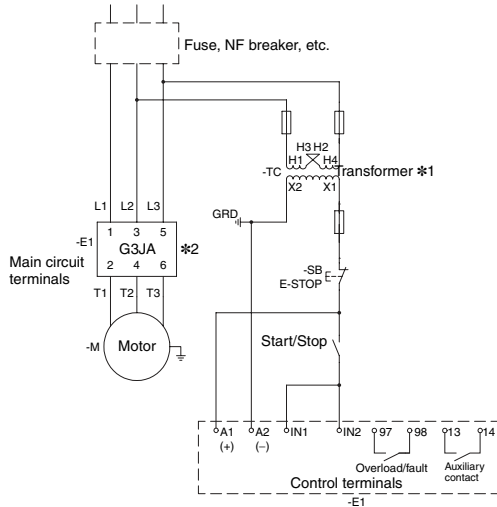 Fuse, NF breaker, etc.
H3 H2
H1 H4
-TC Transformer *1
X2 X1
L1 L2 L3
GRD
1 3 5
-E1 G3JA *2
2 4 6
Main circuit
terminals
-SB
E-STOP
T1 T2 T3
-M Motor
Start/Stop
A1 A2 IN1 IN2 97 98 13 14
(+) (−)
Overload/fault
Auxiliary
contact
Control terminals
-E1